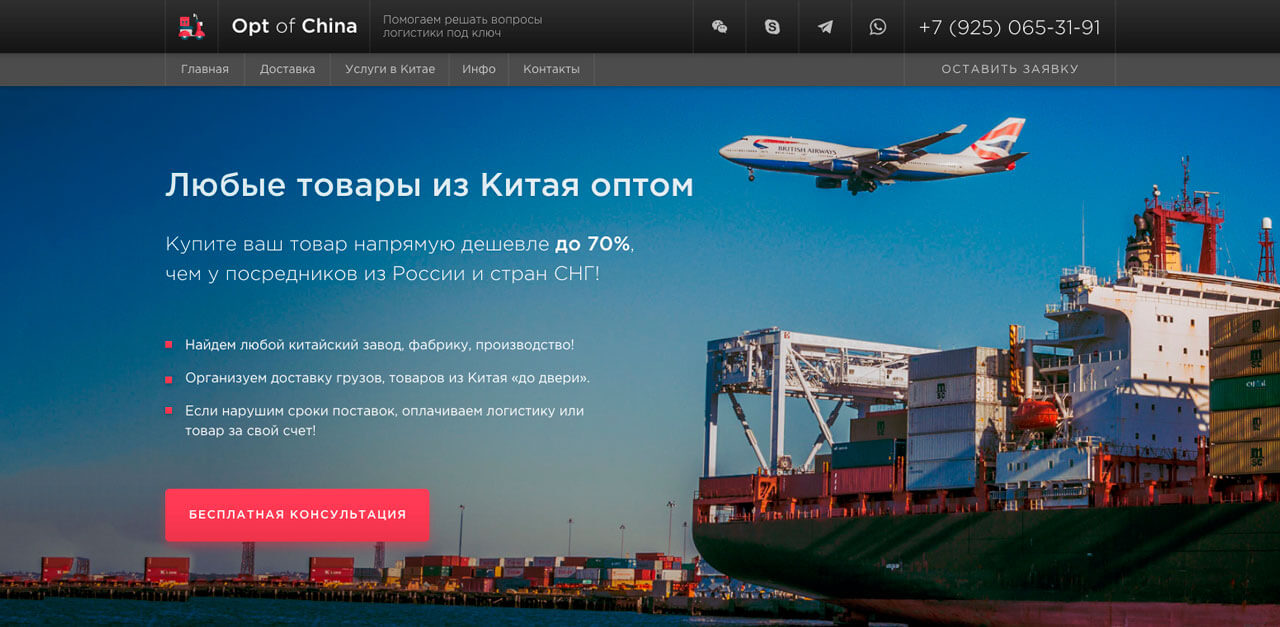 Opt of China
Помогаем решать вопросы
логистики под ключ
+7 (925) 065-31-91
Главная
Доставка
Услуги в Китае
Инфо
Контакты
ОСТАВИТЬ ЗАЯВКУ
BRITISH AIRWAYS
Любые товары из Китая оптом
Купите ваш товар напрямую дешевле до 70%,
чем у посредников из России и стран СНГ!
Найдем любой китайский завод, фабрику, производство!
Организуем доставку грузов, товаров из Китая «до двери».
Если нарушим сроки поставок, оплачиваем логистику или
товар за свой счет!
БЕСПЛАТНАЯ КОНСУЛЬТАЦИЯ